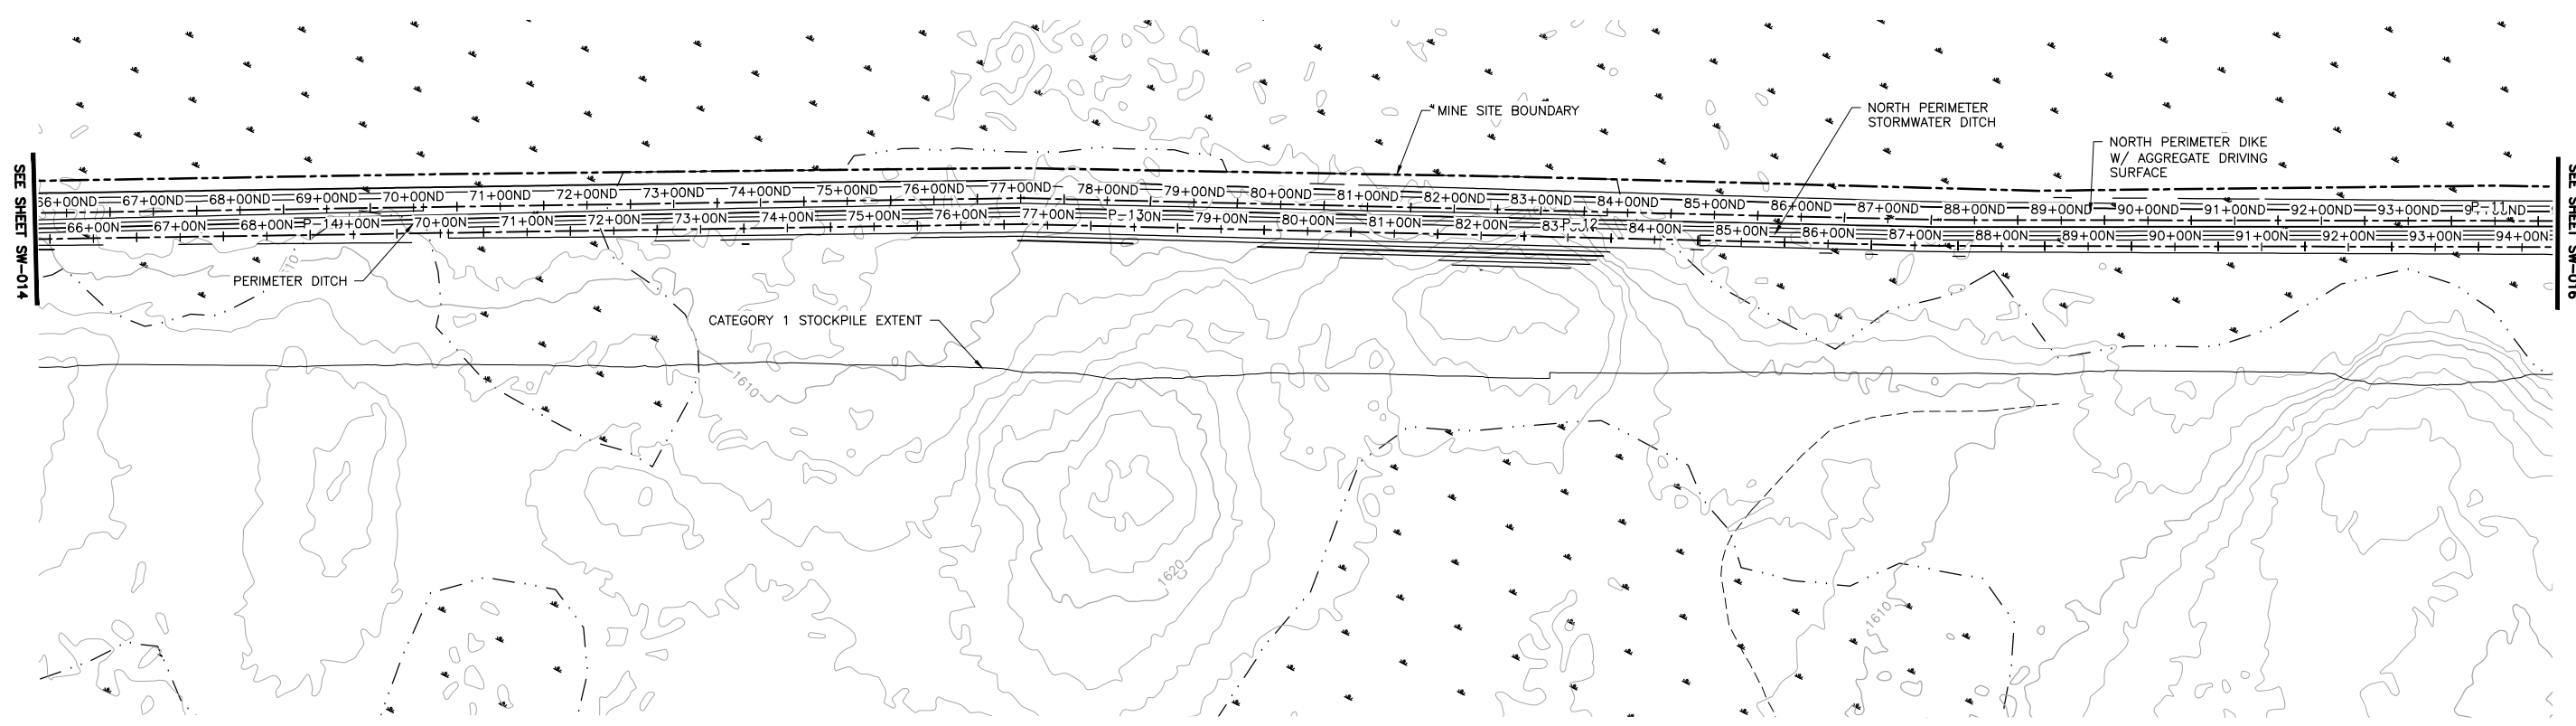 MINE SITE BOUNDARY
NORTH PERIMETER
STORMWATER DITCH
NORTH PERIMETER DIKE
W/ AGGREGATE DRIVING
SURFACE
SEE SHEET SW-014
SEE SHEET SW-016
66+00ND 67+00ND 68+00ND 69+00ND 70+00ND 71+00ND 72+00ND 73+00ND 74+00ND 75+00ND 76+00ND 77+00ND 78+00ND 79+00ND 80+00ND 81+00ND 82+00ND 83+00ND 84+00ND 85+00ND 86+00ND 87+00ND 88+00ND 89+00ND 90+00ND 91+00ND 92+00ND 93+00ND P-11
66+00N 67+00N 68+00N P-14 70+00N 71+00N 72+00N 73+00N 74+00N 75+00N 76+00N 77+00N P-13 79+00N 80+00N 81+00N 82+00N 84+00N 85+00N 86+00N 87+00N 88+00N 89+00N 90+00N 91+00N 92+00N 93+00N 94+00N
PERIMETER DITCH
CATEGORY 1 STOCKPILE EXTENT
1610
1610
1620
1610